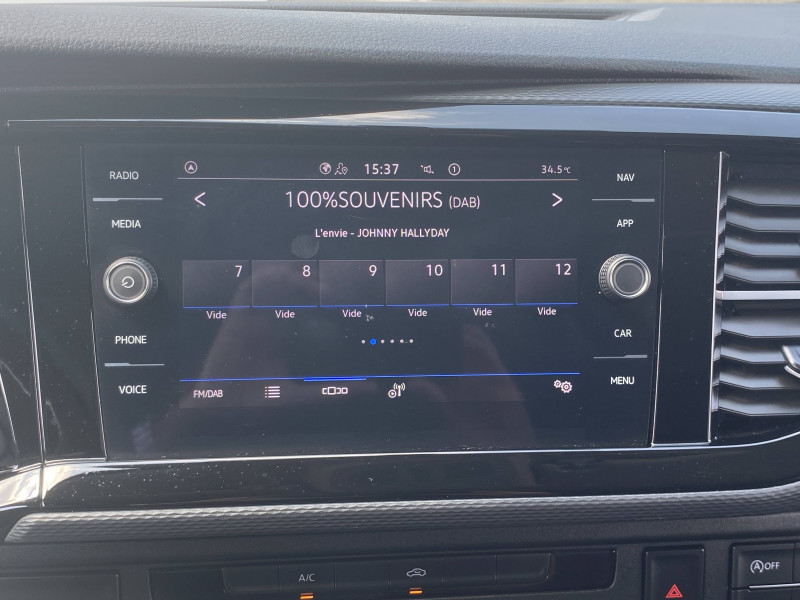 RADIO
MEDIA
PHONE
VOICE
15:37
1
34.5°C
< 100%SOUVENIRS (DAB) >
L'envie - JOHNNY HALLYDAY
7 8 9 10 11 12
Vide Vide Vide Vide Vide Vide
FM/DAB
NAV
APP
CAR
MENU
A/C
A OFF